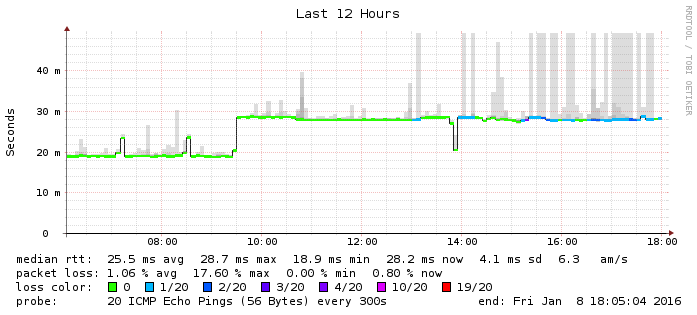 Last 12 Hours
RRDTOOL / TOBI OETIKER
Seconds
40 m
30 m
20 m
10 m
0
08:00 10:00 12:00 14:00 16:00 18:00
median rtt: 25.5 ms avg 28.7 ms max 18.9 ms min 28.2 ms now 4.1 ms sd 6.3 am/s
packet loss: 1.06 % avg 17.60 % max 0.00 % min 0.80 % now
loss color: 0 1/20 2/20 3/20 4/20 10/20 19/20
probe: 20 ICMP Echo Pings (56 Bytes) every 300s end: Fri Jan 8 18:05:04 2016